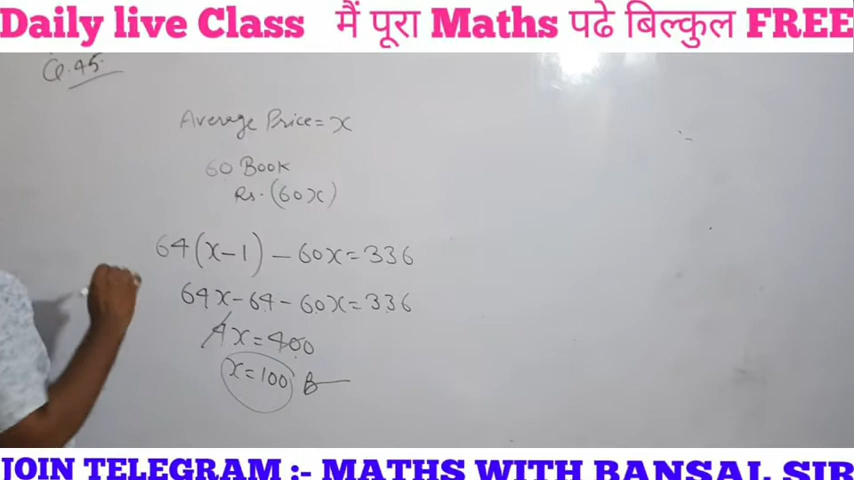 Daily live Class मैं पूरा Maths पढे बिल्कुल FREE
Q.45.
Average Price = x
60 Book
Rs. (60x)
64(x-1) - 60x = 336
64x - 64 - 60x = 336
4x = 400
x = 100 B
JOIN TELEGRAM :- MATHS WITH BANSAL SIR